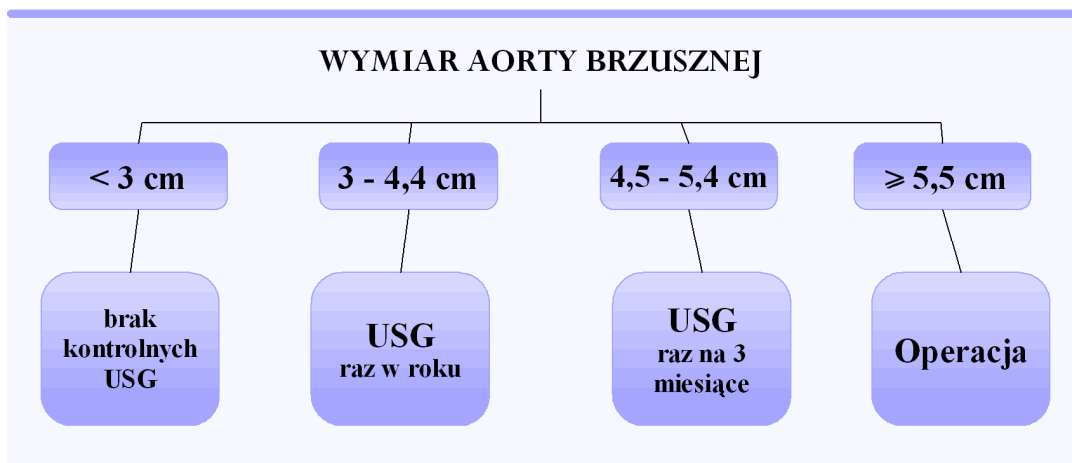 WYMIAR AORTY BRZUSZNEJ
< 3 cm
3 - 4,4 cm
4,5 - 5,4 cm
⩾ 5,5 cm
brak
kontrolnych
USG
USG
raz w roku
USG
raz na 3
miesiące
Operacja